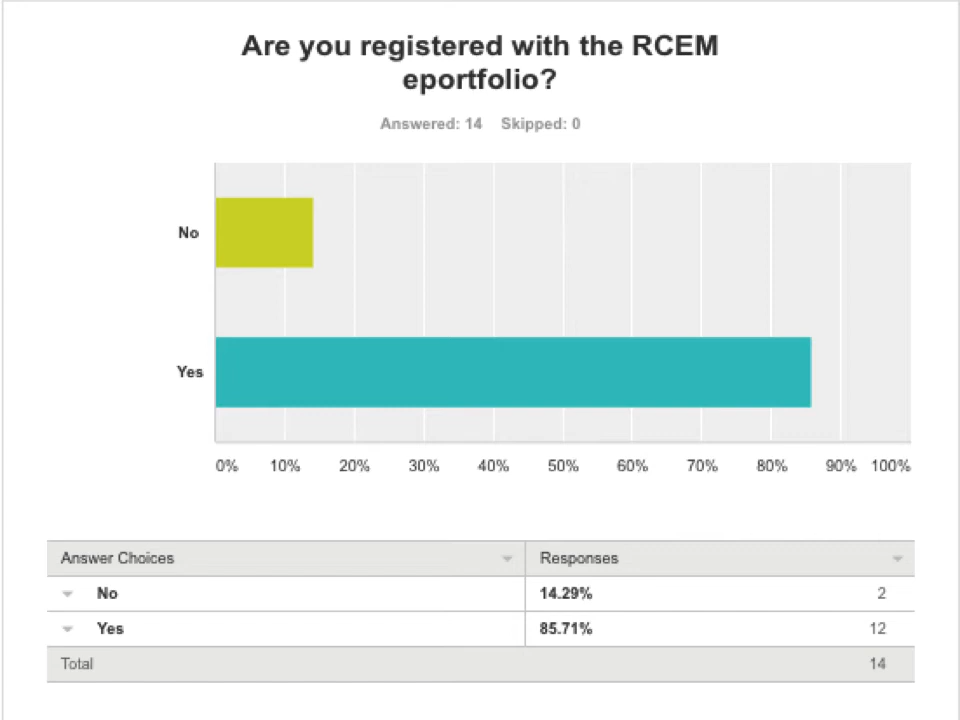 Are you registered with the RCEM
eportfolio?
Answered: 14 Skipped: 0
No
Yes
0% 10% 20% 30% 40% 50% 60% 70% 80% 90% 100%
Answer Choices Responses
No 14.29% 2
Yes 85.71% 12
Total 14